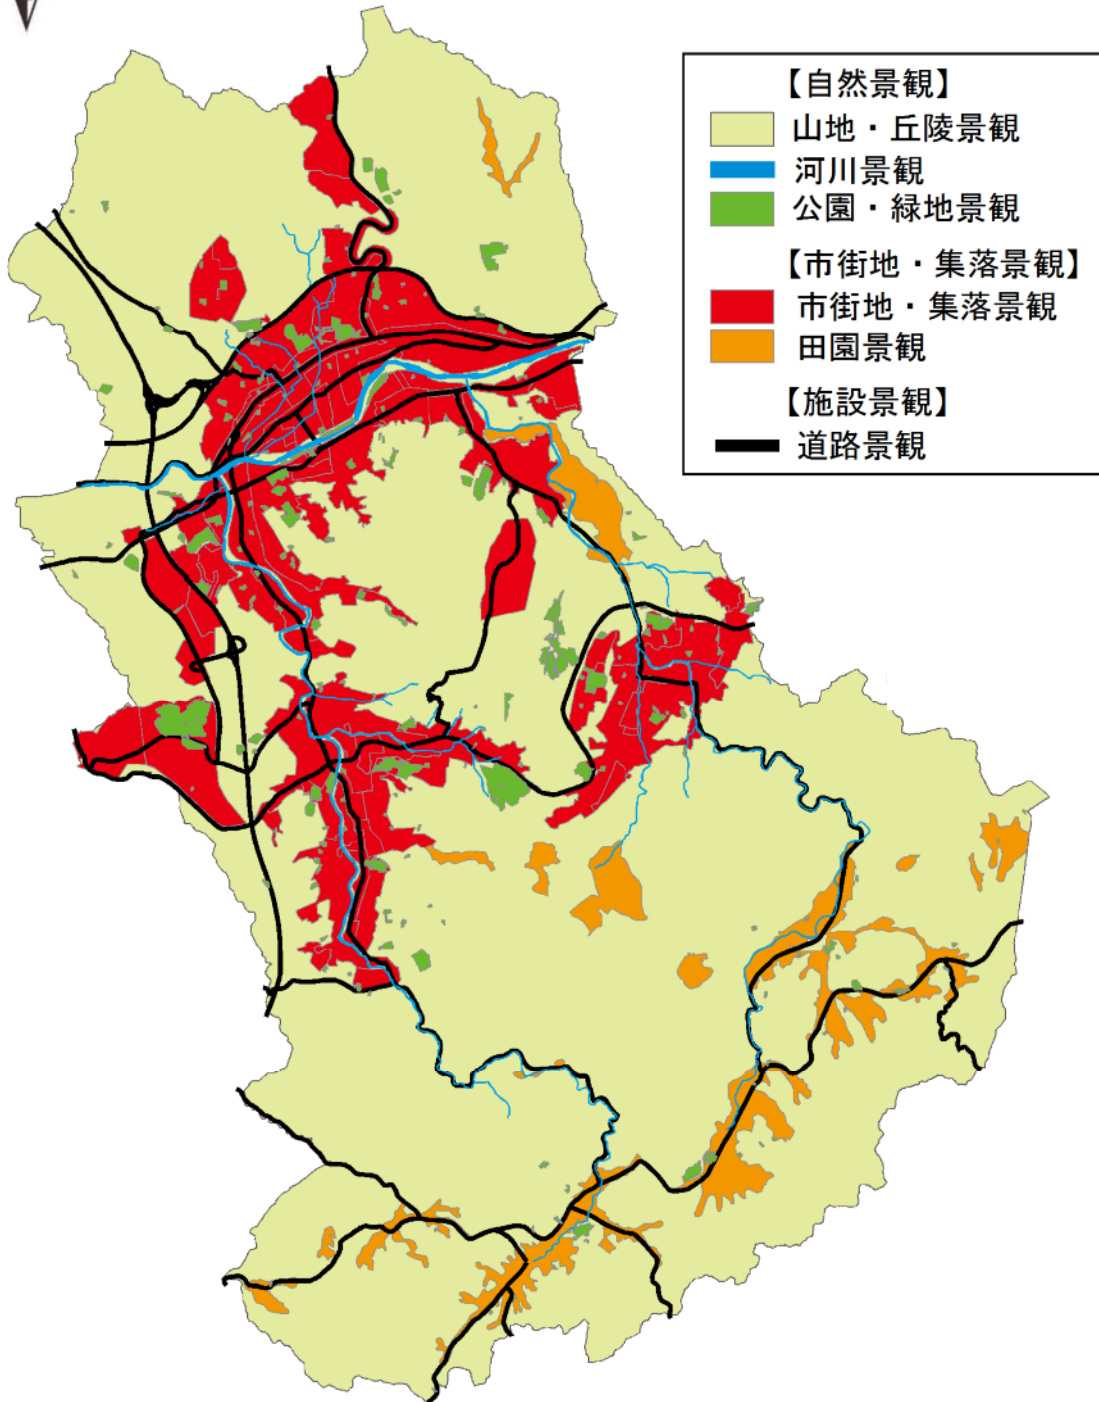 【自然景観】
山地・丘陵景観
河川景観
公園・緑地景観
【市街地・集落景観】
市街地・集落景観
田園景観
【施設景観】
道路景観